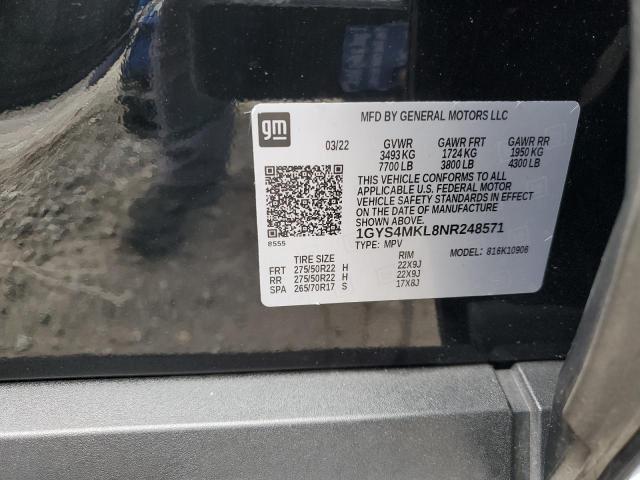 gm
MFD BY GENERAL MOTORS LLC
03/22 GVWR GAWR FRT GAWR RR
3493 KG 1724 KG 1950 KG
7700 LB 3800 LB 4300 LB
THIS VEHICLE CONFORMS TO ALL
APPLICABLE U.S. FEDERAL MOTOR
VEHICLE SAFETY STANDARDS IN EFFECT
ON THE DATE OF MANUFACTURE
SHOWN ABOVE.
1GYS4MKL8NR248571
8555 TYPE: MPV 816K10906
TIRE SIZE RIM
FRT 275/50R22 H 22X9J
RR 275/50R22 H 22X9J
SPA 265/70R17 S 17X8J